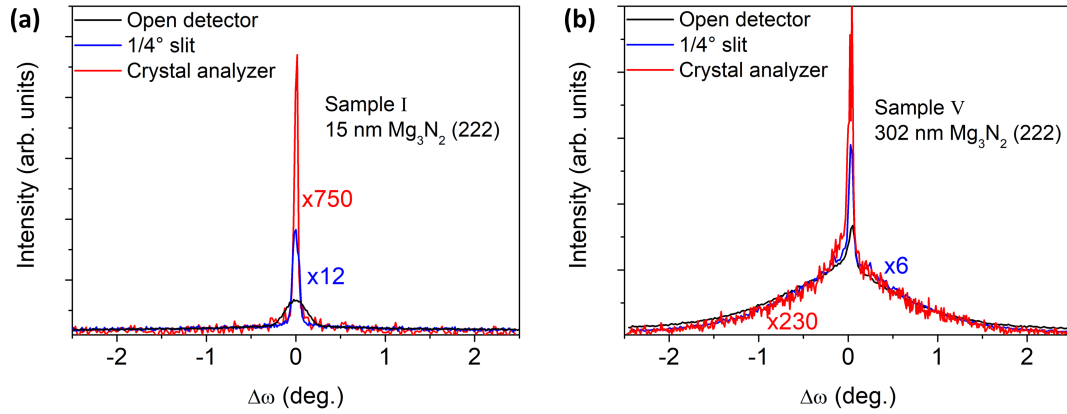 (a)
Open detector
1/4° slit
Crystal analyzer
Sample I
15 nm Mg₃N₂ (222)
x750
x12
Intensity (arb. units)
-2 -1 0 1 2
Δω (deg.)
(b)
Open detector
1/4° slit
Crystal analyzer
Sample V
302 nm Mg₃N₂ (222)
x6
x230
Intensity (arb. units)
-2 -1 0 1 2
Δω (deg.)